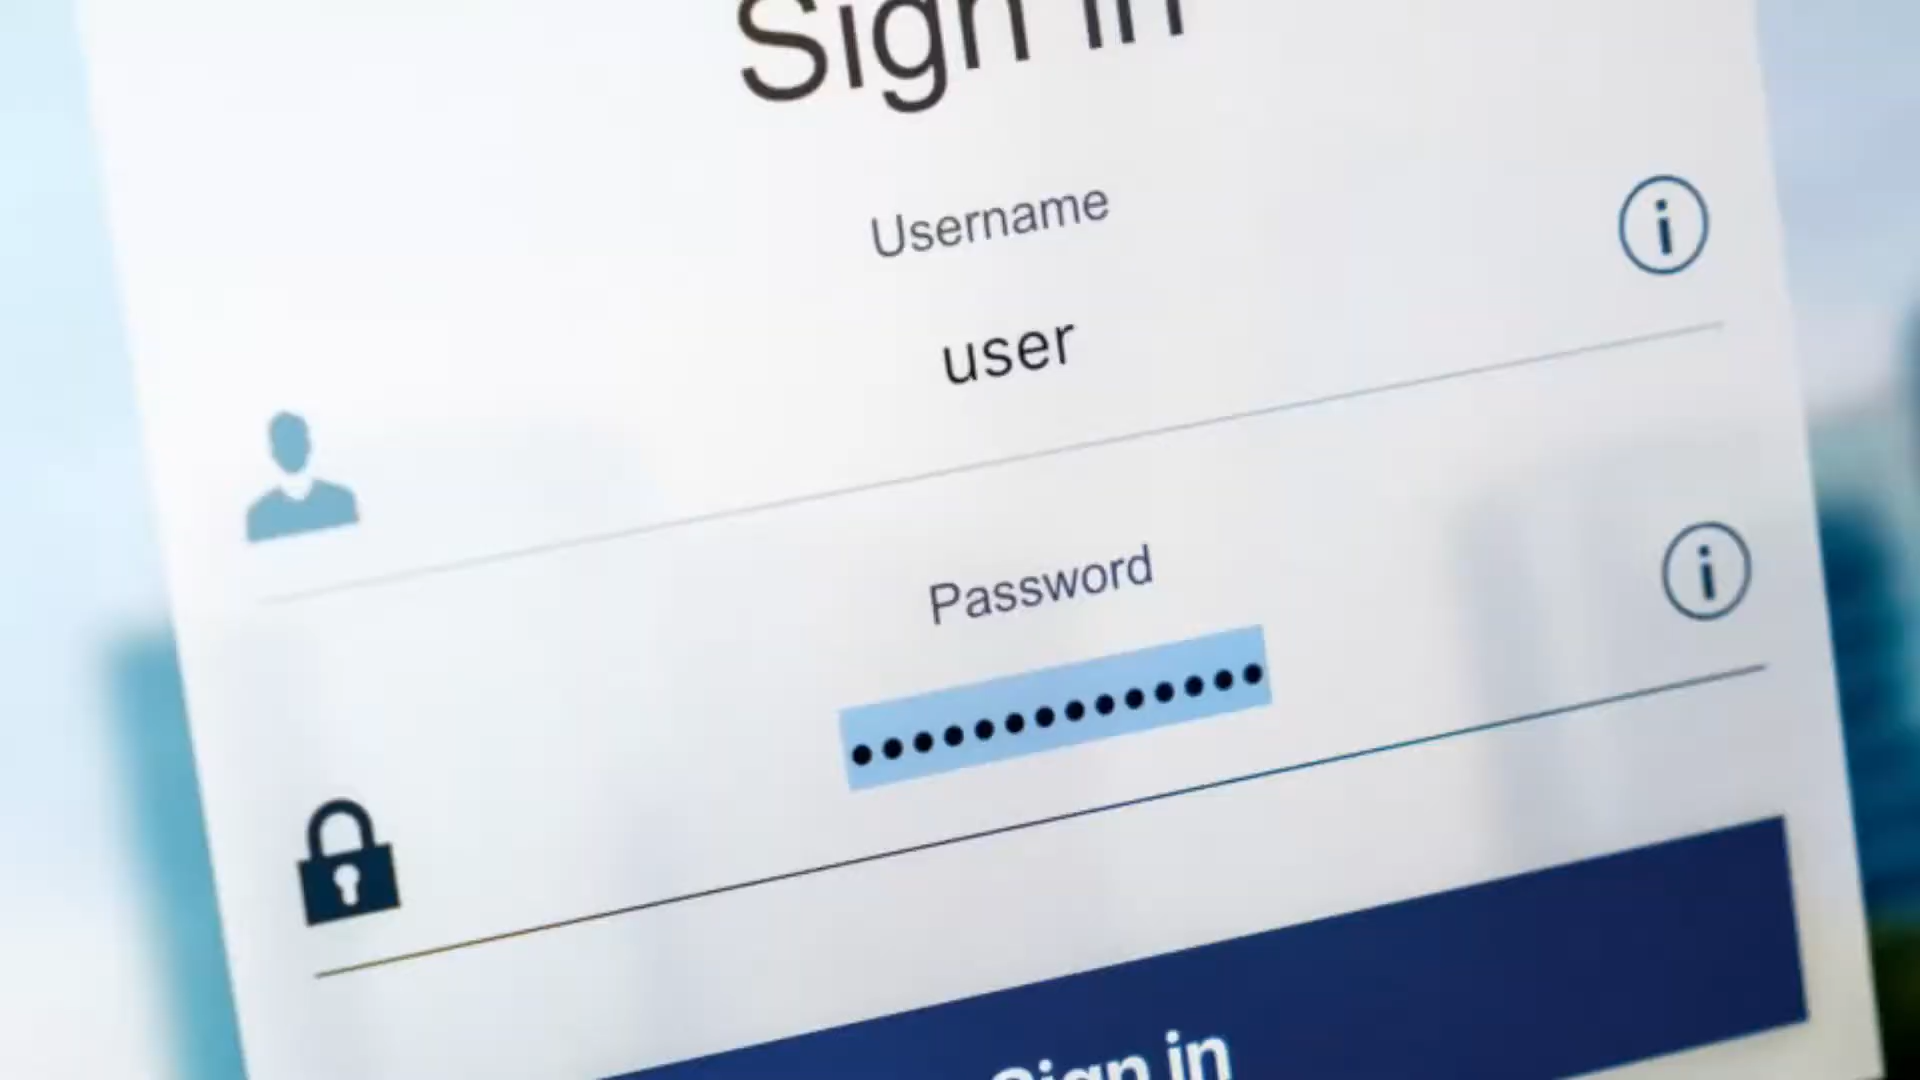 Sign in
Username
user
Password
••••••••••••••
Sign in